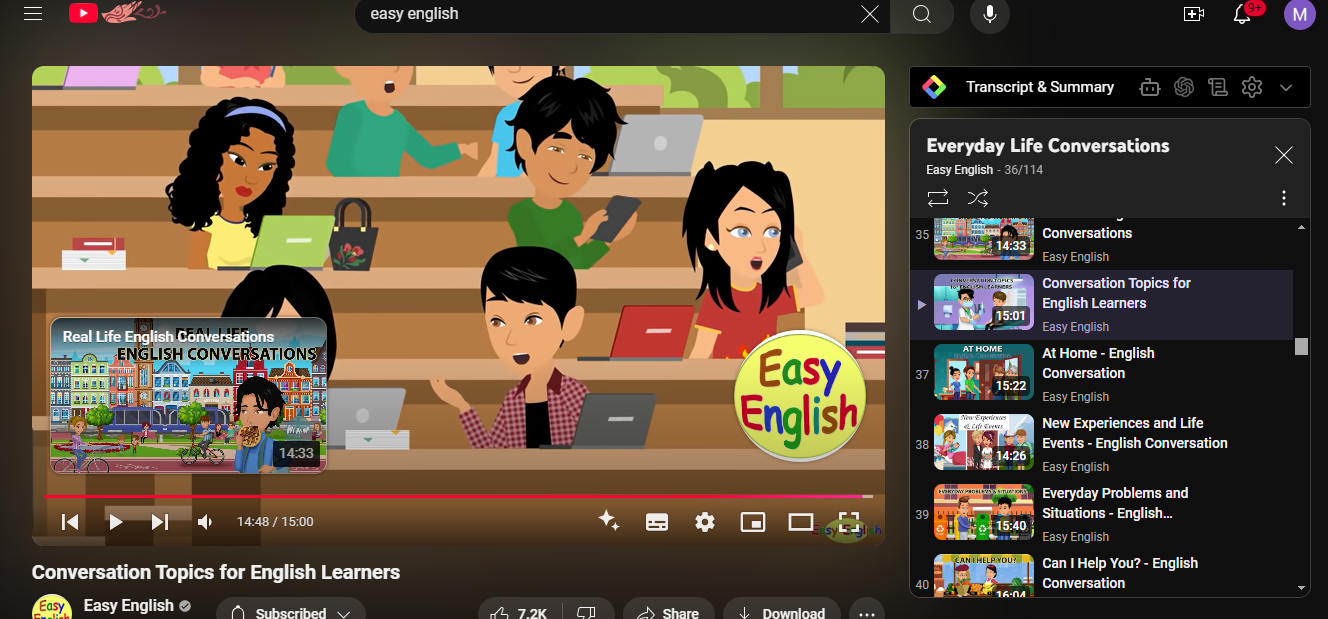 easy english
9+
M
Real Life English Conversations
REAL LIFE
ENGLISH CONVERSATIONS
14:33
Easy
English
14:48 / 15:00
Easy English
Conversation Topics for English Learners
Easy
English
Easy English
Subscribed
7.2K
Share
Download
Transcript & Summary
Everyday Life Conversations
Easy English - 36/114
35
14:33
Conversations
Easy English
CONVERSATION TOPICS
for ENGLISH LEARNERS
15:01
Conversation Topics for
English Learners
Easy English
37
AT HOME
15:22
At Home - English
Conversation
Easy English
38
New Experiences
& Life Events
14:26
New Experiences and Life
Events - English Conversation
Easy English
39
EVERYDAY PROBLEMS & SITUATIONS
15:40
Everyday Problems and
Situations - English...
Easy English
40
CAN I HELP YOU?
16:04
Can I Help You? - English
Conversation